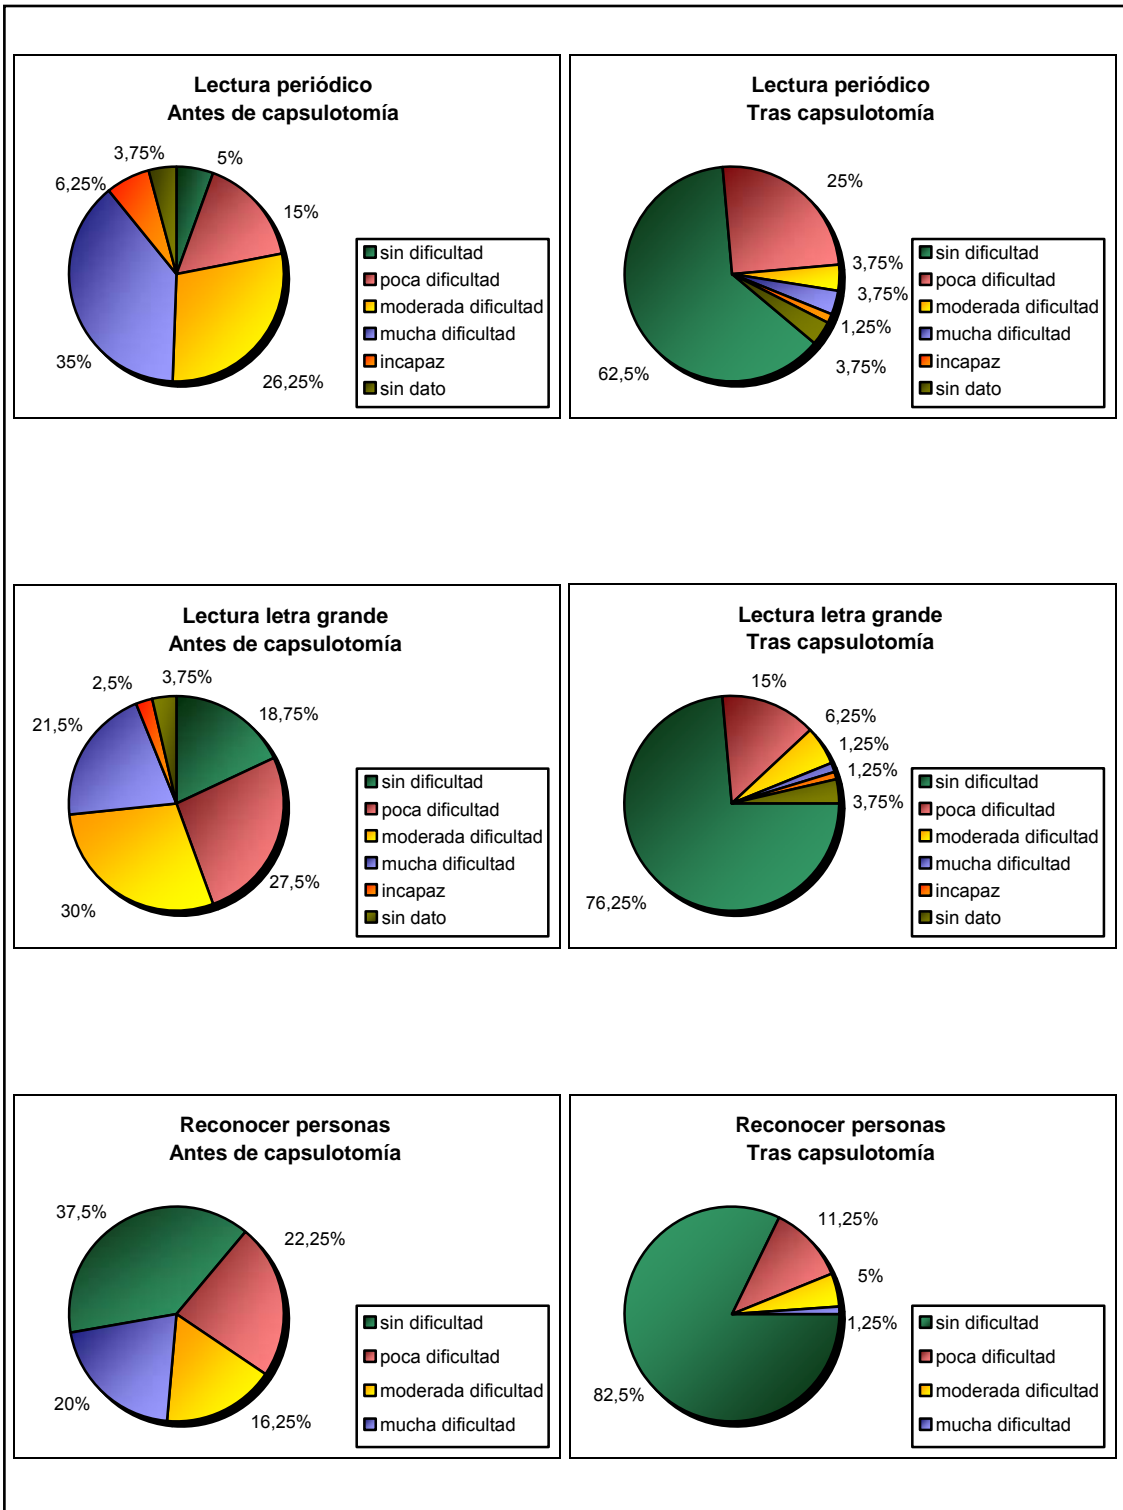 Lectura periódico
Antes de capsulotomía
3,75%
5%
6,25%
15%
35%
26,25%
sin dificultad
poca dificultad
moderada dificultad
mucha dificultad
incapaz
sin dato
Lectura periódico
Tras capsulotomía
25%
3,75%
3,75%
1,25%
3,75%
62,5%
sin dificultad
poca dificultad
moderada dificultad
mucha dificultad
incapaz
sin dato
Lectura letra grande
Antes de capsulotomía
3,75%
2,5%
18,75%
21,5%
27,5%
30%
sin dificultad
poca dificultad
moderada dificultad
mucha dificultad
incapaz
sin dato
Lectura letra grande
Tras capsulotomía
15%
6,25%
1,25%
1,25%
3,75%
76,25%
sin dificultad
poca dificultad
moderada dificultad
mucha dificultad
incapaz
sin dato
Reconocer personas
Antes de capsulotomía
37,5%
22,25%
20%
16,25%
sin dificultad
poca dificultad
moderada dificultad
mucha dificultad
Reconocer personas
Tras capsulotomía
11,25%
5%
1,25%
82,5%
sin dificultad
poca dificultad
moderada dificultad
mucha dificultad